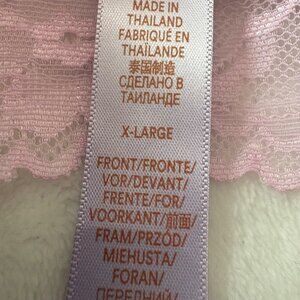 MADE IN
THAILAND
FABRIQUÉ EN
THAÏLANDE
泰国制造
СДЕЛАНО В
ТАИЛАНДЕ
X-LARGE
FRONT/FRONTE/
VOR/DEVANT/
FRENTE/FOR/
VOORKANT/前面/
FRAM/PRZÓD/
MIEHUSTA/
FORAN/
ПЕРЕДНИЙ/